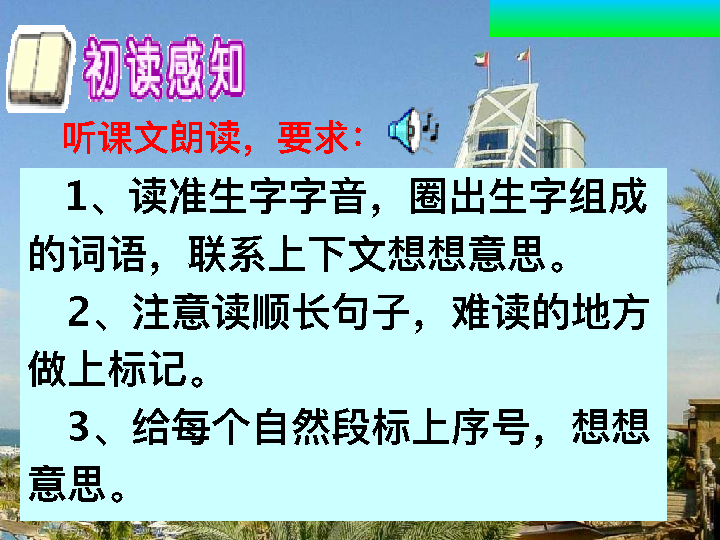 初读感知
听课文朗读，要求：
1、读准生字字音，圈出生字组成
的词语，联系上下文想想意思。
2、注意读顺长句子，难读的地方
做上标记。
3、给每个自然段标上序号，想想
意思。